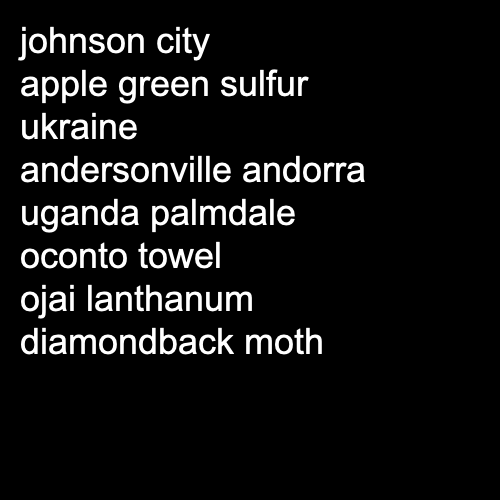 johnson city
apple green sulfur
ukraine
andersonville andorra
uganda palmdale
oconto towel
ojai lanthanum
diamondback moth